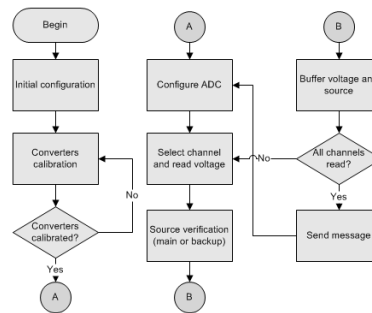 Begin
Initial configuration
Converters
calibration
No
Converters
calibrated?
Yes
A
A
Configure ADC
Select channel
and read voltage
Source verification
(main or backup)
B
B
Buffer voltage and
source
All channels
read?
No
Yes
Send message